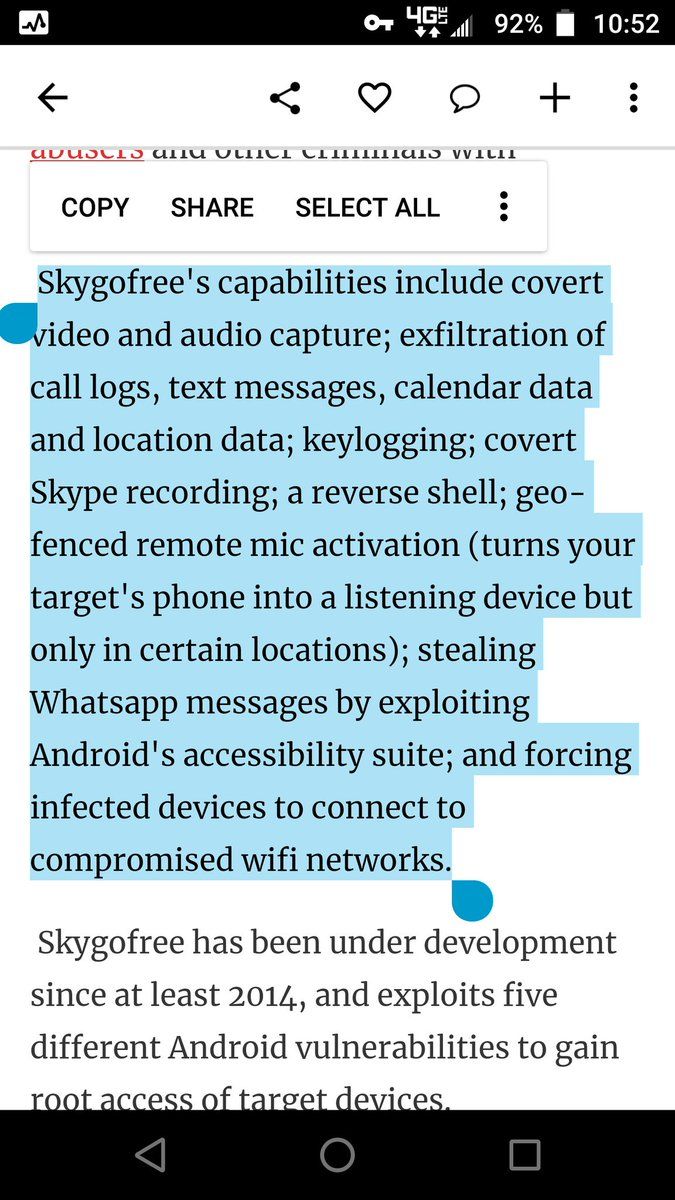 4G LTE 92% 10:52
abusers and other criminals with
COPY SHARE SELECT ALL
Skygofree's capabilities include covert
video and audio capture; exfiltration of
call logs, text messages, calendar data
and location data; keylogging; covert
Skype recording; a reverse shell; geo-
fenced remote mic activation (turns your
target's phone into a listening device but
only in certain locations); stealing
Whatsapp messages by exploiting
Android's accessibility suite; and forcing
infected devices to connect to
compromised wifi networks.
Skygofree has been under development
since at least 2014, and exploits five
different Android vulnerabilities to gain
root access of target devices.